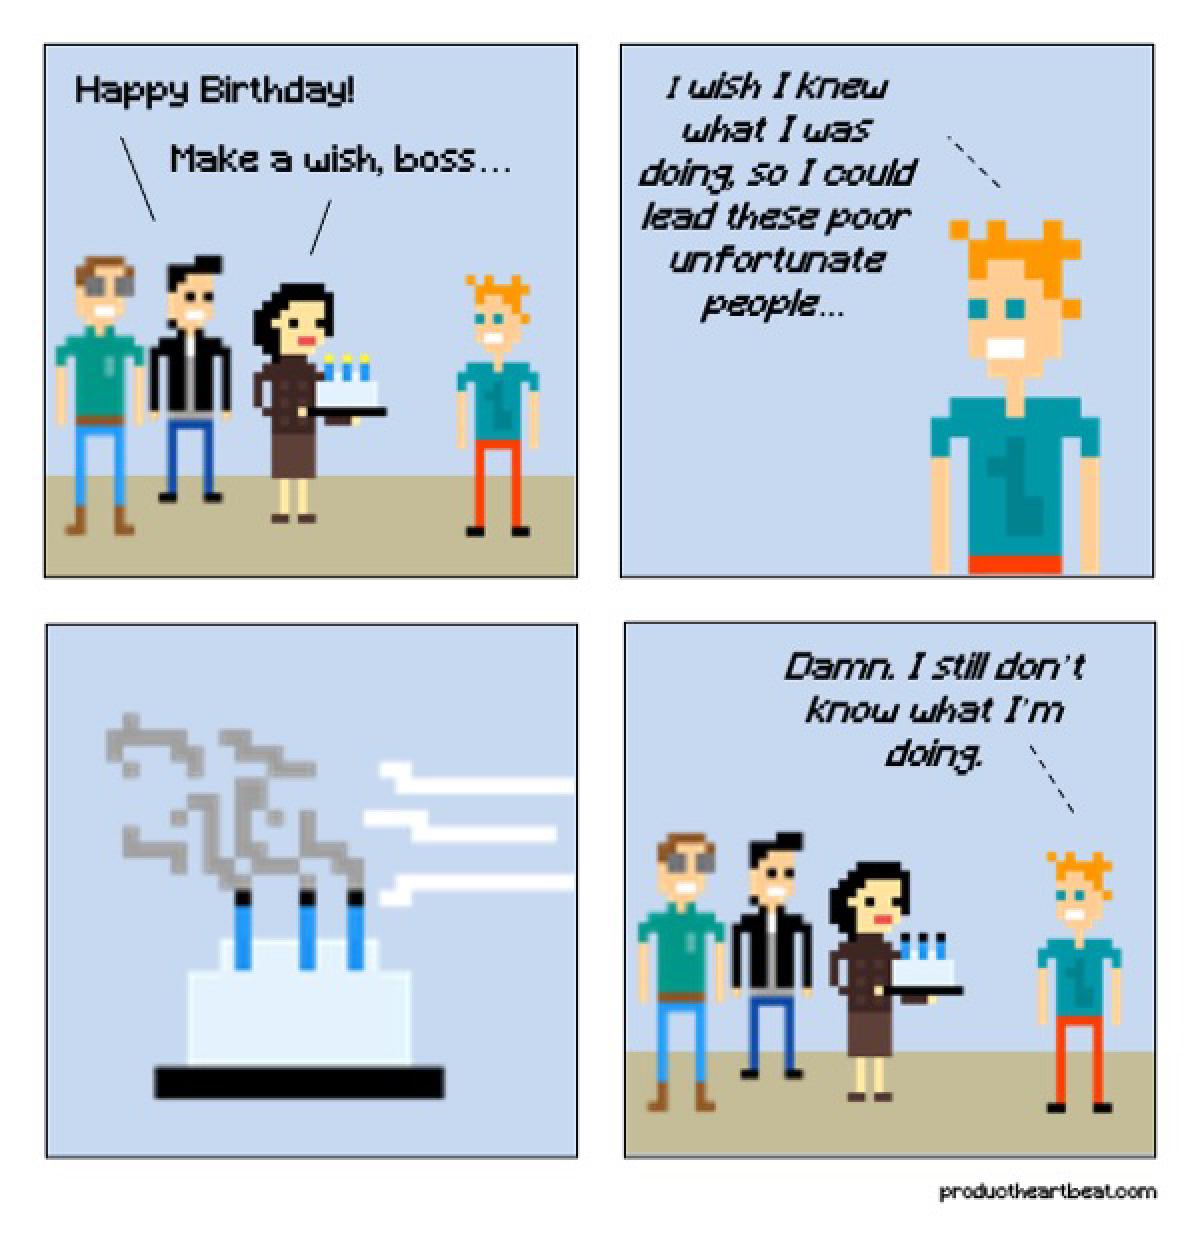 Happy Birthday!
Make a wish, boss...
I wish I knew
what I was
doing, so I could
lead these poor
unfortunate
people...
Damn. I still don't
know what I'm
doing.
productheartbeat.com